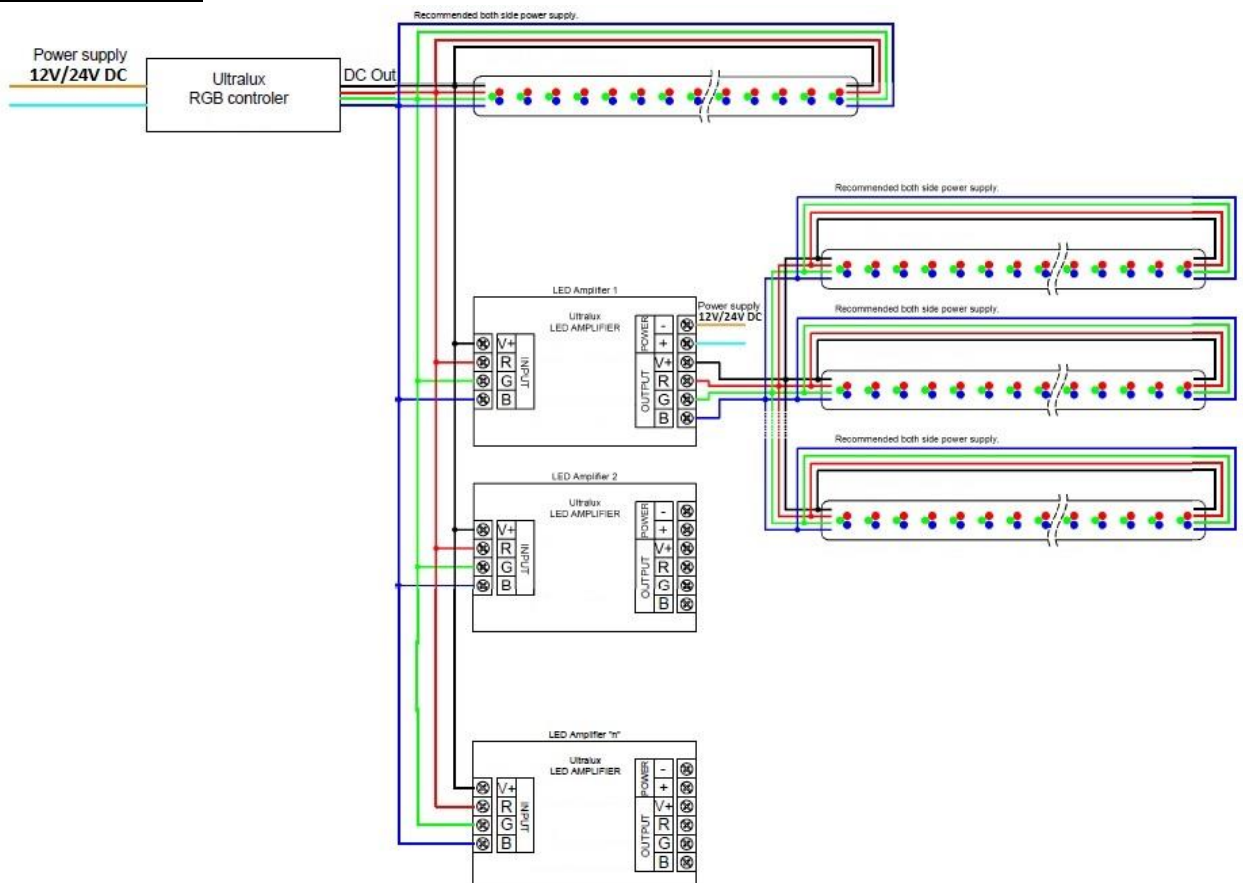 Recommended both side power supply.
Power supply
12V/24V DC
Ultralux
RGB controler
DC Out
Recommended both side power supply.
LED Amplifier 1
Ultralux
LED AMPLIFIER
Power supply
12V/24V DC
V+
R
G
B
INPUT
POWER
-
+
OUTPUT
V+
R
G
B
Recommended both side power supply.
Recommended both side power supply.
LED Amplifier 2
Ultralux
LED AMPLIFIER
V+
R
G
B
INPUT
POWER
-
+
OUTPUT
V+
R
G
B
LED Amplifier "n"
Ultralux
LED AMPLIFIER
V+
R
G
B
INPUT
POWER
-
+
OUTPUT
V+
R
G
B